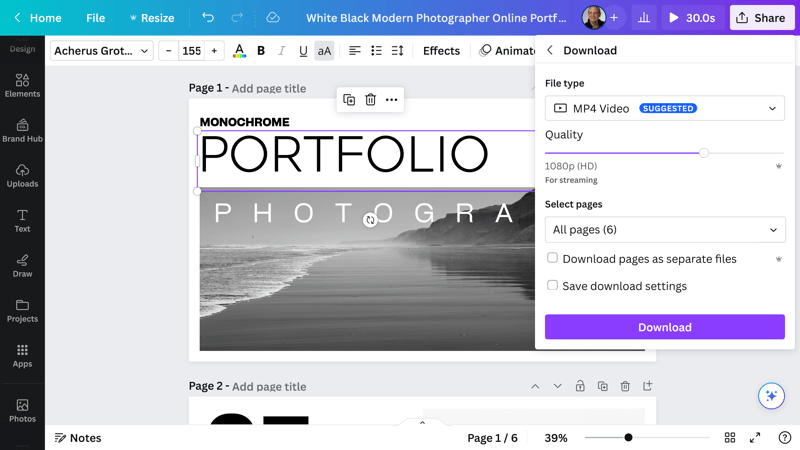 Home File Resize White Black Modern Photographer Online Portf... + 30.0s Share
Design
Elements
Brand Hub
Uploads
Text
Draw
Projects
Apps
Photos
Acherus Grot... – 155 + A B I U aA Effects Animate
Page 1 - Add page title
MONOCHROME
PORTFOLIO
PHOTOGRA
Page 2 - Add page title
Download
File type
MP4 Video SUGGESTED
Quality
1080p (HD)
For streaming
Select pages
All pages (6)
Download pages as separate files
Save download settings
Download
Notes Page 1 / 6 39%